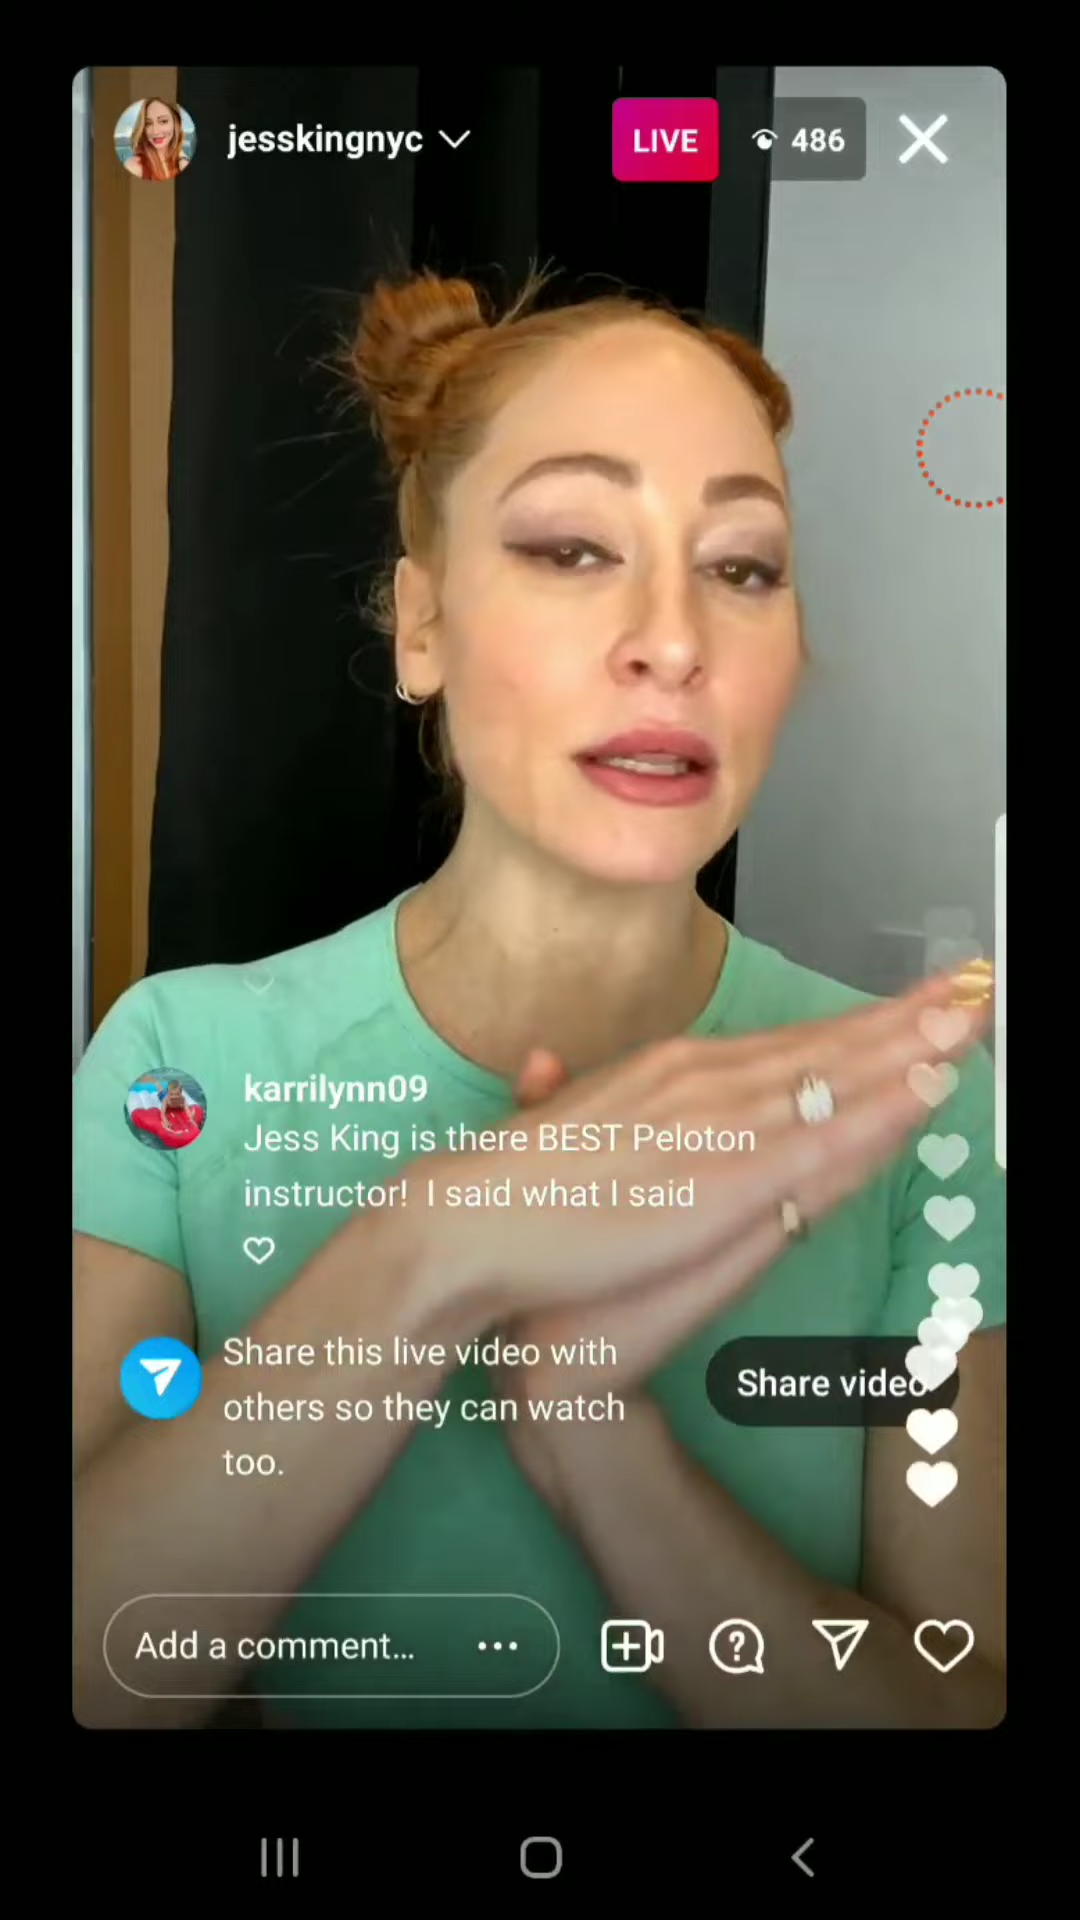 jesskingnyc
LIVE
486
karrilynn09
Jess King is there BEST Peloton
instructor! I said what I said
Share this live video with
others so they can watch
too.
Share video
Add a comment...